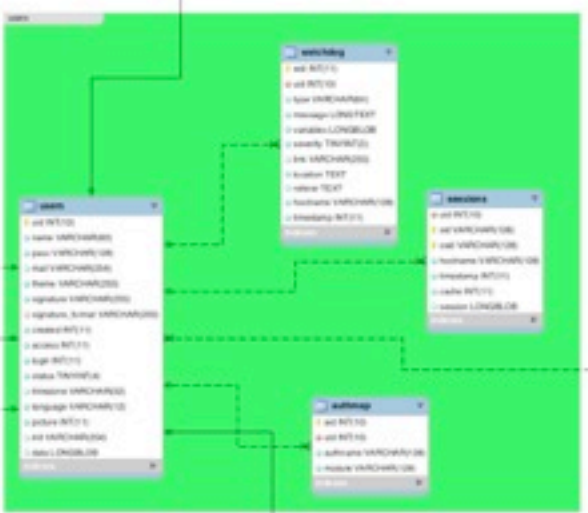 users
watchdog
wid INT(11)
uid INT(10)
type VARCHAR(64)
message LONGTEXT
variables LONGBLOB
severity TINYINT(3)
link VARCHAR(255)
location TEXT
referer TEXT
hostname VARCHAR(128)
timestamp INT(11)
Indexes
users
uid INT(10)
name VARCHAR(60)
pass VARCHAR(128)
mail VARCHAR(254)
theme VARCHAR(255)
signature VARCHAR(255)
signature_format VARCHAR(255)
created INT(11)
access INT(11)
login INT(11)
status TINYINT(4)
timezone VARCHAR(32)
language VARCHAR(12)
picture INT(11)
init VARCHAR(254)
data LONGBLOB
Indexes
sessions
uid INT(10)
sid VARCHAR(128)
ssid VARCHAR(128)
hostname VARCHAR(128)
timestamp INT(11)
cache INT(11)
session LONGBLOB
Indexes
authmap
aid INT(10)
uid INT(10)
authname VARCHAR(128)
module VARCHAR(128)
Indexes